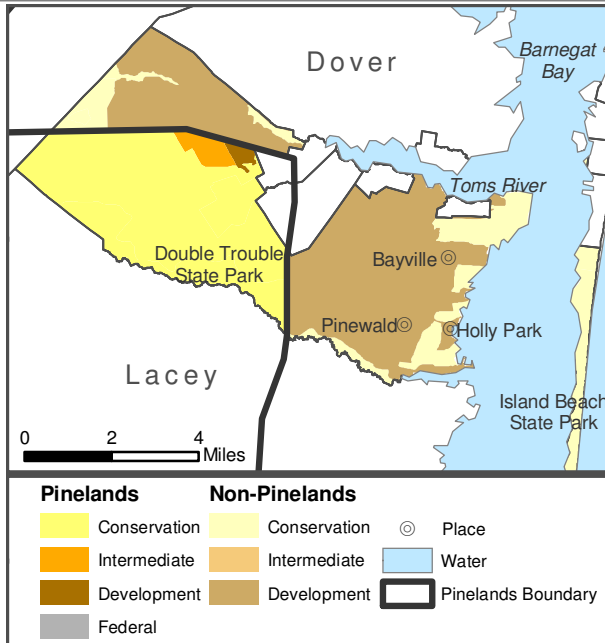 Barnegat
Bay
Dover
Toms River
Double Trouble
State Park
Bayville
Pinewald
Holly Park
Lacey
Island Beach
State Park
0 2 4
Miles
Pinelands Non-Pinelands
Conservation Conservation Place
Intermediate Intermediate Water
Development Development Pinelands Boundary
Federal